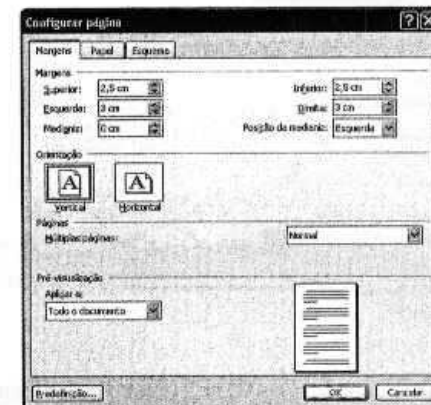 Configurar página
Margens Papel Esquema
Margens
Superior: 2,5 cm Inferior: 2,5 cm
Esquerda: 3 cm Direita: 3 cm
Medianiz: 0 cm Posição da medianiz: Esquerda
Orientação
A A
Vertical Horizontal
Páginas
Múltiplas páginas: Normal
Pré-visualização
Aplicar a:
Todo o documento
Predefinição... OK Cancelar